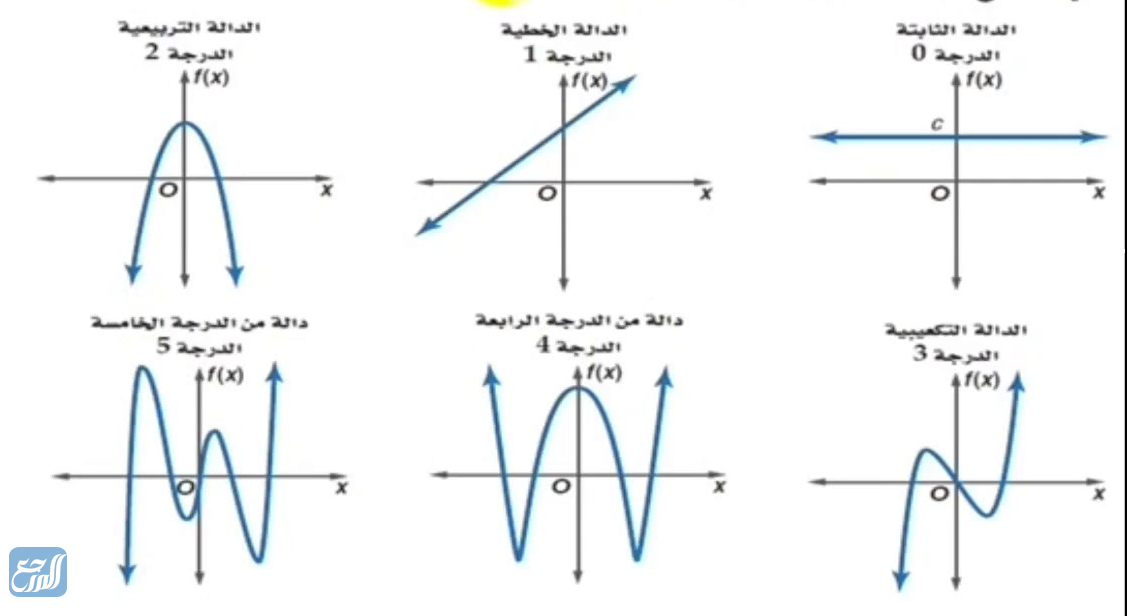 الدالة الثابتة
الدرجة 0
f(x)
c
O
x
الدالة الخطية
الدرجة 1
f(x)
O
x
الدالة التربيعية
الدرجة 2
f(x)
O
x
الدالة التكعيبية
الدرجة 3
f(x)
O
x
دالة من الدرجة الرابعة
الدرجة 4
f(x)
O
x
دالة من الدرجة الخامسة
الدرجة 5
f(x)
O
x
المرجع